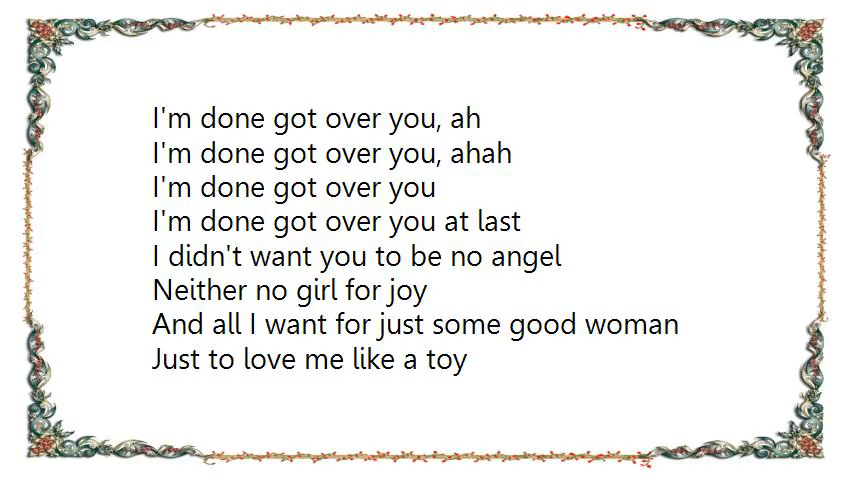 I'm done got over you, ah
I'm done got over you, ahah
I'm done got over you
I'm done got over you at last
I didn't want you to be no angel
Neither no girl for joy
And all I want for just some good woman
Just to love me like a toy